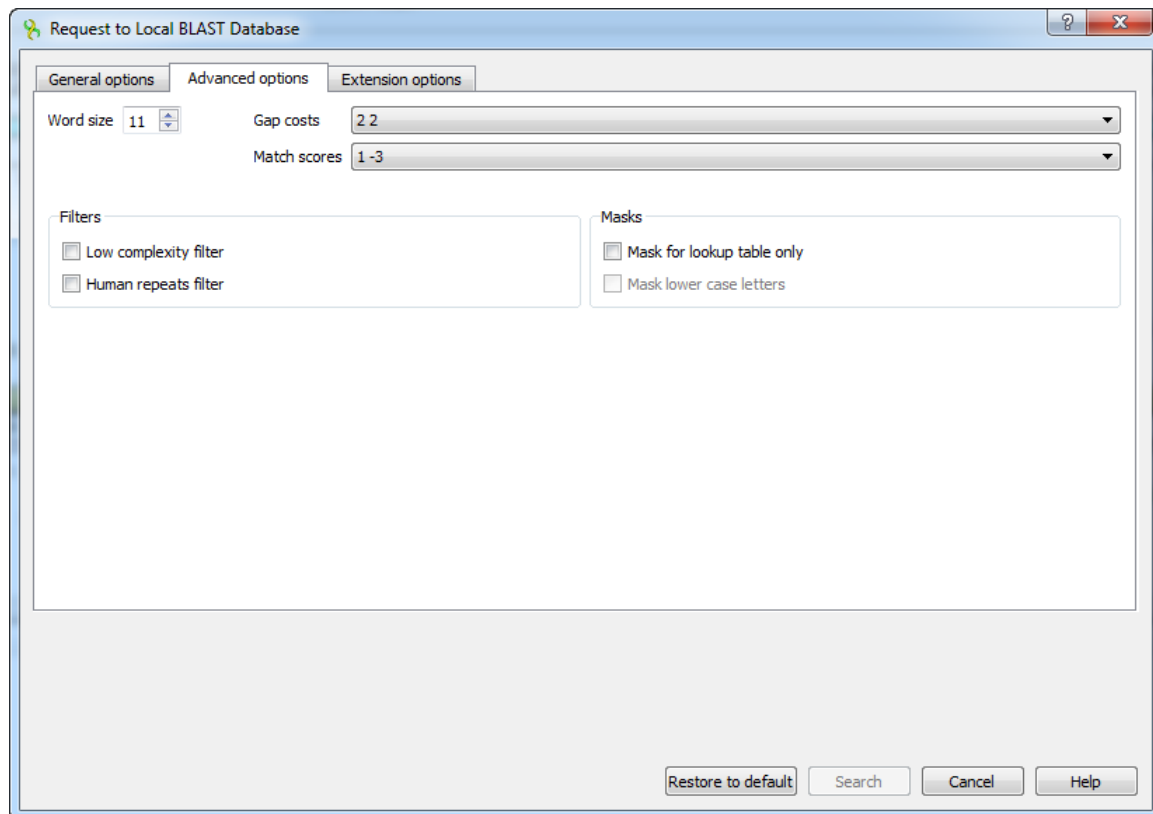 Request to Local BLAST Database
General options Advanced options Extension options
Word size 11 Gap costs 2 2
Match scores 1 -3
Filters Masks
Low complexity filter Mask for lookup table only
Human repeats filter Mask lower case letters
Restore to default Search Cancel Help